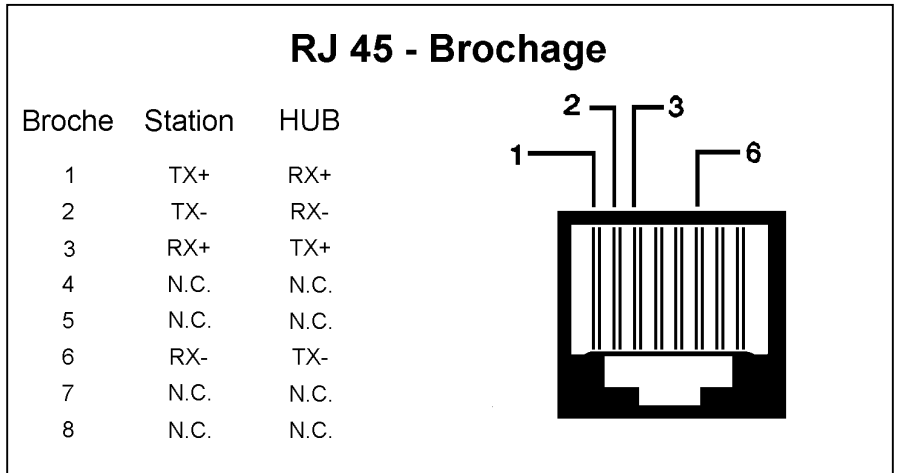 RJ 45 - Brochage
Broche Station HUB
1 TX+ RX+
2 TX- RX-
3 RX+ TX+
4 N.C. N.C.
5 N.C. N.C.
6 RX- TX-
7 N.C. N.C.
8 N.C. N.C.
2 3
1 6